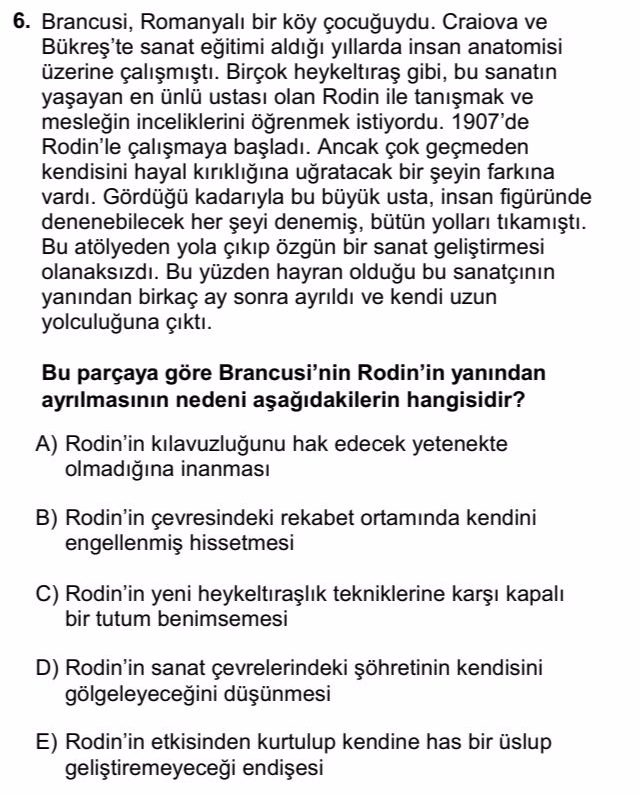 6. Brancusi, Romanyalı bir köy çocuğuydu. Craiova ve
Bükreş'te sanat eğitimi aldığı yıllarda insan anatomisi
üzerine çalışmıştı. Birçok heykeltıraş gibi, bu sanatın
yaşayan en ünlü ustası olan Rodin ile tanışmak ve
mesleğin inceliklerini öğrenmek istiyordu. 1907'de
Rodin'le çalışmaya başladı. Ancak çok geçmeden
kendisini hayal kırıklığına uğratacak bir şeyin farkına
vardı. Gördüğü kadarıyla bu büyük usta, insan figüründe
denenebilecek her şeyi denemiş, bütün yolları tıkamıştı.
Bu atölyeden yola çıkıp özgün bir sanat geliştirmesi
olanaksızdı. Bu yüzden hayran olduğu bu sanatçının
yanından birkaç ay sonra ayrıldı ve kendi uzun
yolculuğuna çıktı.
Bu parçaya göre Brancusi'nin Rodin'in yanından
ayrılmasının nedeni aşağıdakilerin hangisidir?
A) Rodin'in kılavuzluğunu hak edecek yetenekte
olmadığına inanması
B) Rodin'in çevresindeki rekabet ortamında kendini
engellenmiş hissetmesi
C) Rodin'in yeni heykeltıraşlık tekniklerine karşı kapalı
bir tutum benimsemesi
D) Rodin'in sanat çevrelerindeki şöhretinin kendisini
gölgeleyeceğini düşünmesi
E) Rodin'in etkisinden kurtulup kendine has bir üslup
geliştiremeyeceği endişesi